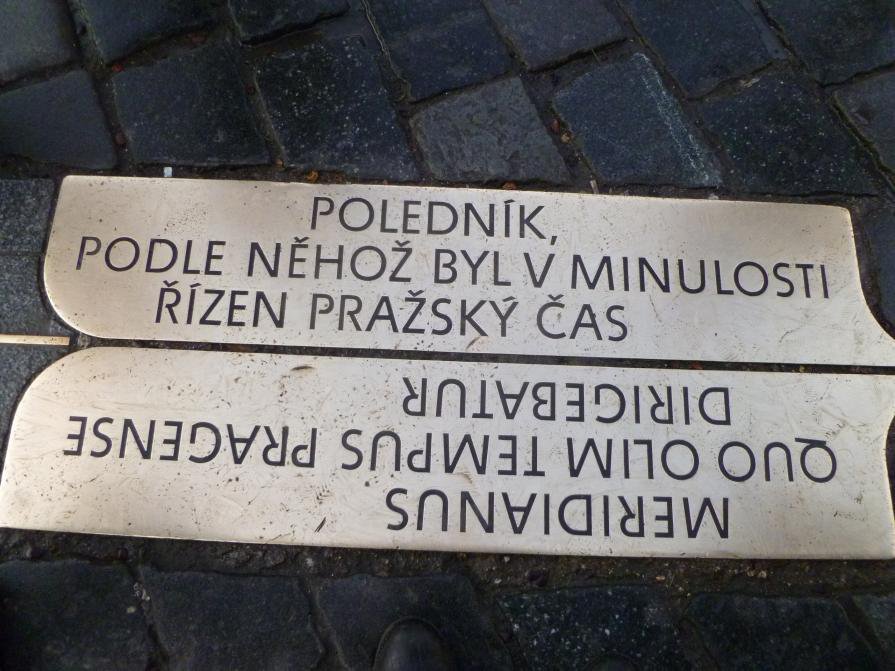 POLEDNÍK,
PODLE NĚHOŽ BYL V MINULOSTI
ŘÍZEN PRAŽSKÝ ČAS
MERIDIANUS
QUO OLIM TEMPUS PRAGENSE
DIRIGEBATUR